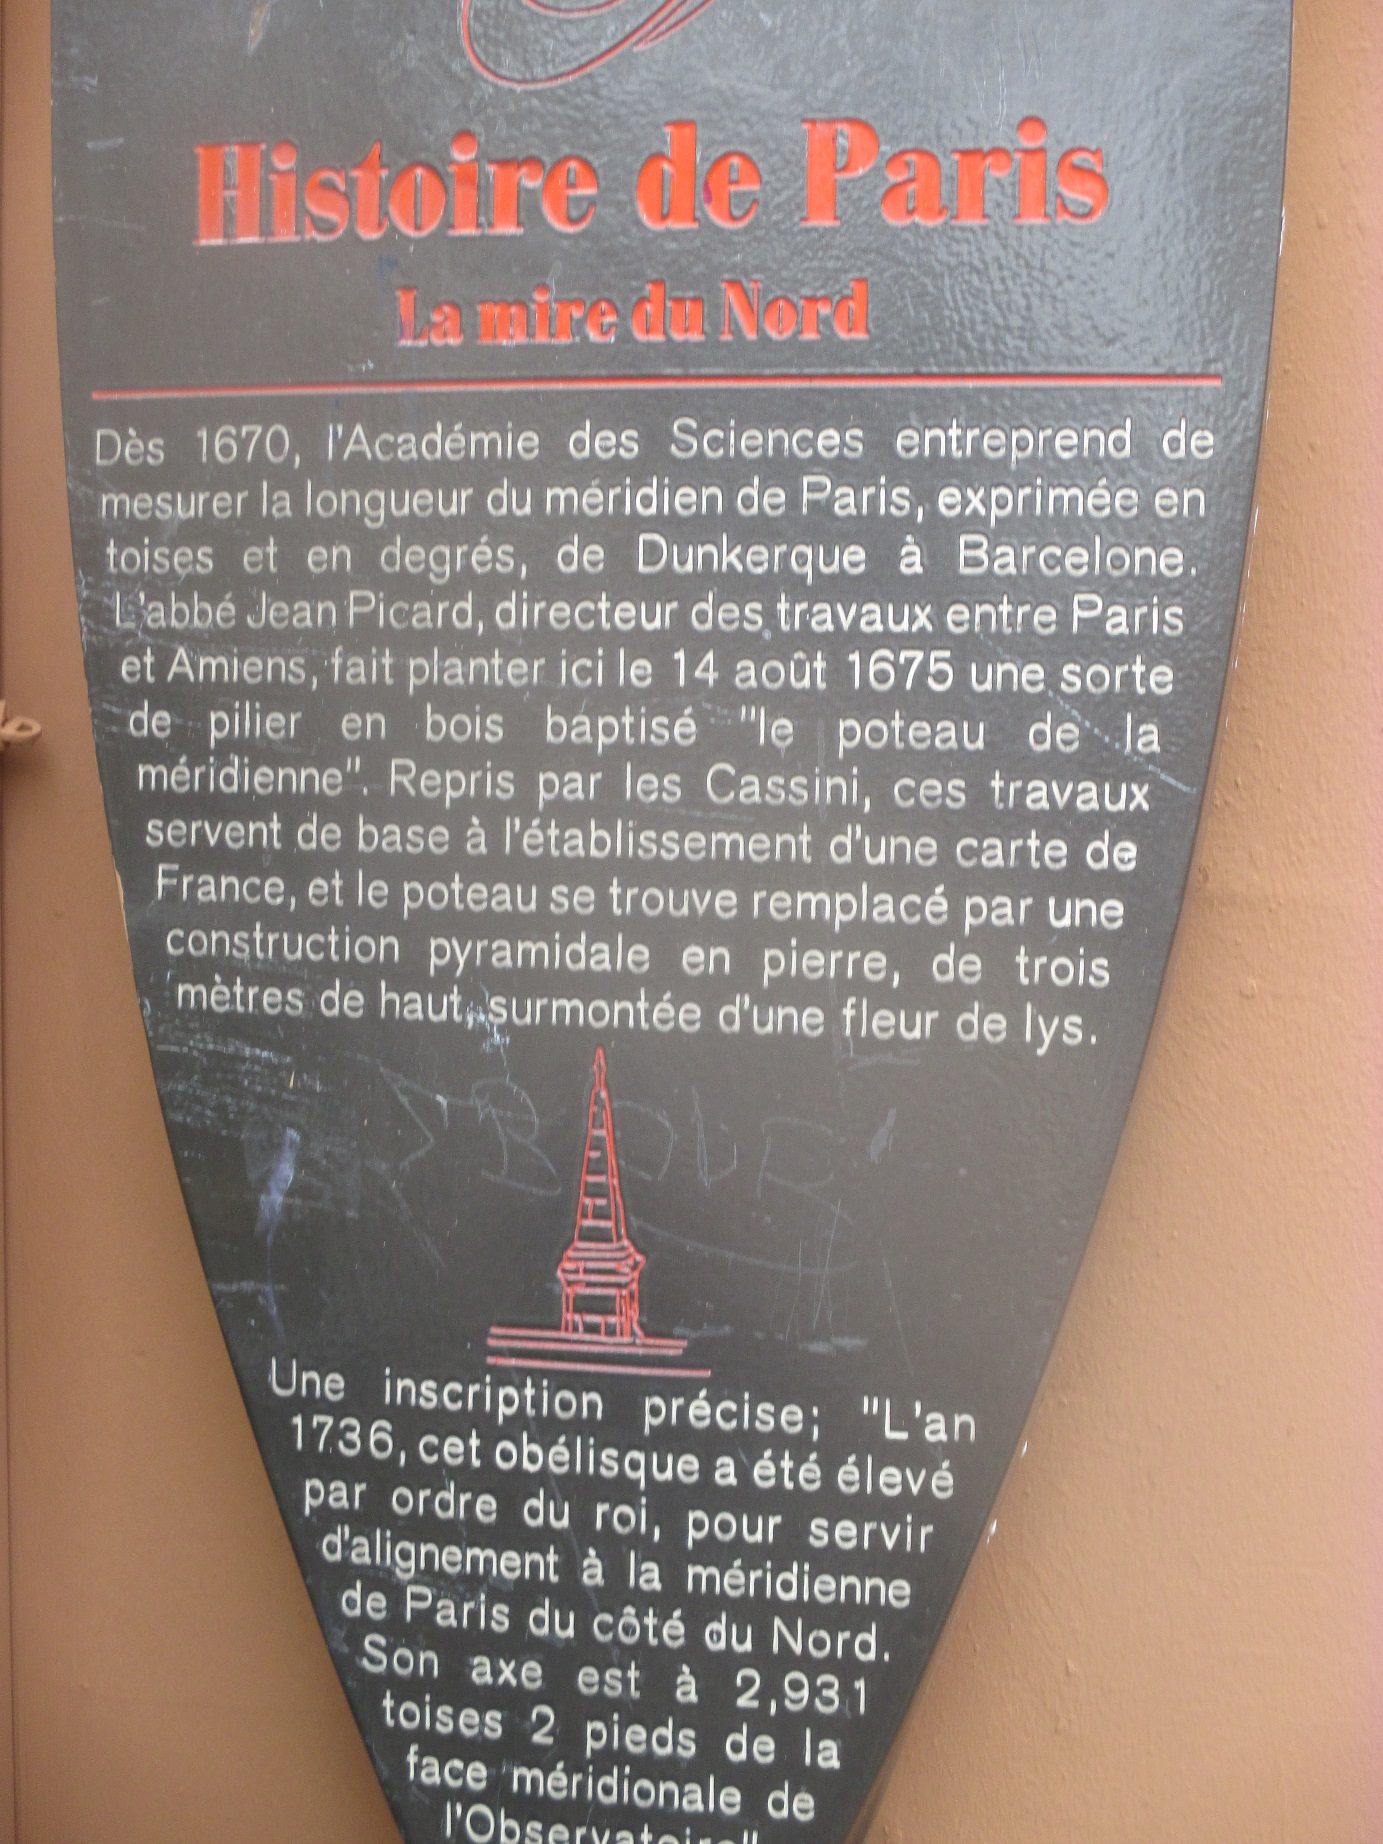 Histoire de Paris
La mire du Nord
Dès 1670, l'Académie des Sciences entreprend de
mesurer la longueur du méridien de Paris, exprimée en
toises et en degrés, de Dunkerque à Barcelone.
L'abbé Jean Picard, directeur des travaux entre Paris
et Amiens, fait planter ici le 14 août 1675 une sorte
de pilier en bois baptisé "le poteau de la
méridienne". Repris par les Cassini, ces travaux
servent de base à l'établissement d'une carte de
France, et le poteau se trouve remplacé par une
construction pyramidale en pierre, de trois
mètres de haut, surmontée d'une fleur de lys.
Une inscription précise; "L'an
1736, cet obélisque a été élevé
par ordre du roi, pour servir
d'alignement à la méridienne
de Paris du côté du Nord.
Son axe est à 2,931
toises 2 pieds de la
face méridionale de
l'Observatoire"